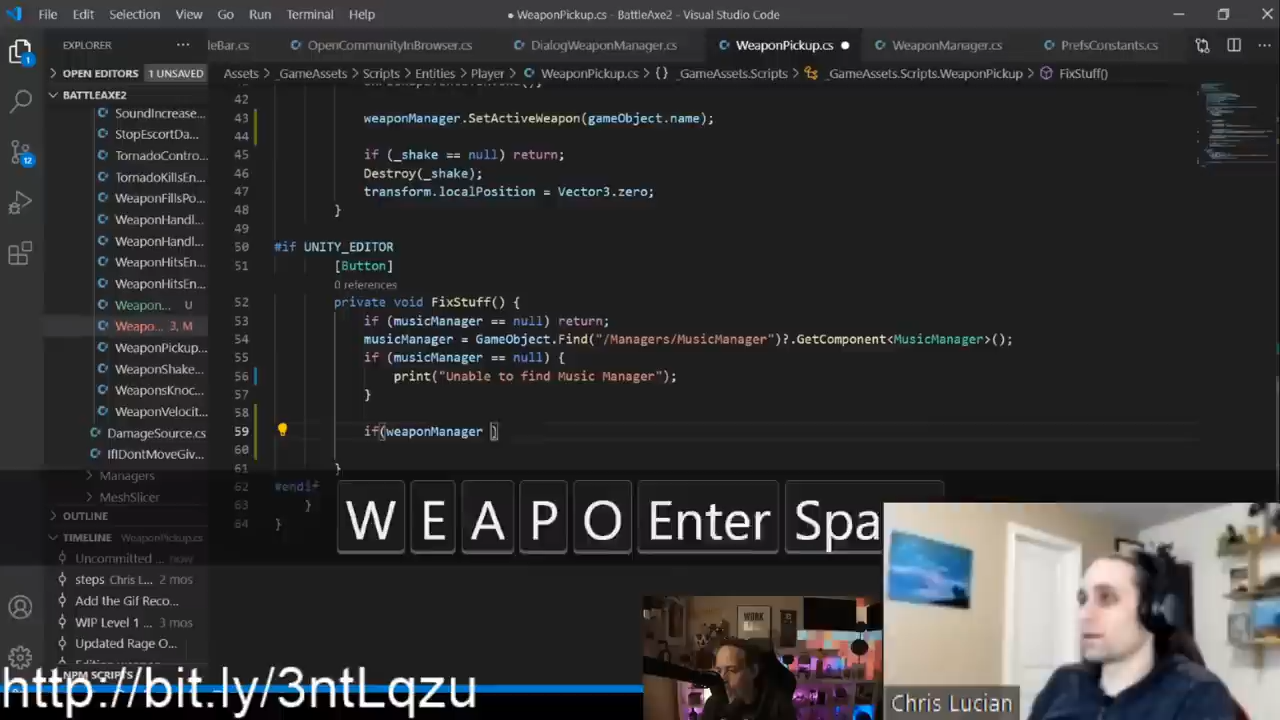 File Edit Selection View Go Run Terminal Help
● WeaponPickup.cs - BattleAxe2 - Visual Studio Code
EXPLORER ...
leBar.cs OpenCommunityInBrowser.cs DialogWeaponManager.cs WeaponPickup.cs ● WeaponManager.cs PrefsConstants.cs
OPEN EDITORS 1 UNSAVED
Assets > _GameAssets > Scripts > Entities > Player > WeaponPickup.cs > {} _GameAssets.Scripts > _GameAssets.Scripts.WeaponPickup > FixStuff()
BATTLEAXE2
SoundIncrease...
StopEscortDa...
TornadoContro...
TornadoKillsEn...
WeaponFillsPo...
WeaponHandl...
WeaponHandl...
WeaponHitsEn...
WeaponHitsEn...
Weapon... U
Weapo... 3, M
WeaponPickup...
WeaponShake...
WeaponsKnoc...
WeaponVelocit...
DamageSource.cs
IfIDontMoveGiv...
Managers
MeshSlicer
OUTLINE
TIMELINE WeaponPickup.cs
Uncommitted ... now
steps Chris L... 2 mos
Add the Gif Reco...
WIP Level 1 ... 3 mos
Updated Rage O...
NPM SCRIPTS
42
43 weaponManager.SetActiveWeapon(gameObject.name);
44
45 if (_shake == null) return;
46 Destroy(_shake);
47 transform.localPosition = Vector3.zero;
48 }
49
50 #if UNITY_EDITOR
51 [Button]
0 references
52 private void FixStuff() {
53 if (musicManager == null) return;
54 musicManager = GameObject.Find("/Managers/MusicManager")?.GetComponent<MusicManager>();
55 if (musicManager == null) {
56 print("Unable to find Music Manager");
57 }
58
59 if(weaponManager )
60
61 }
62 #endif
63 }
64 }
W E A P O Enter Spa
WORK
Chris Lucian
http://bit.ly/3ntLqzu
12
1